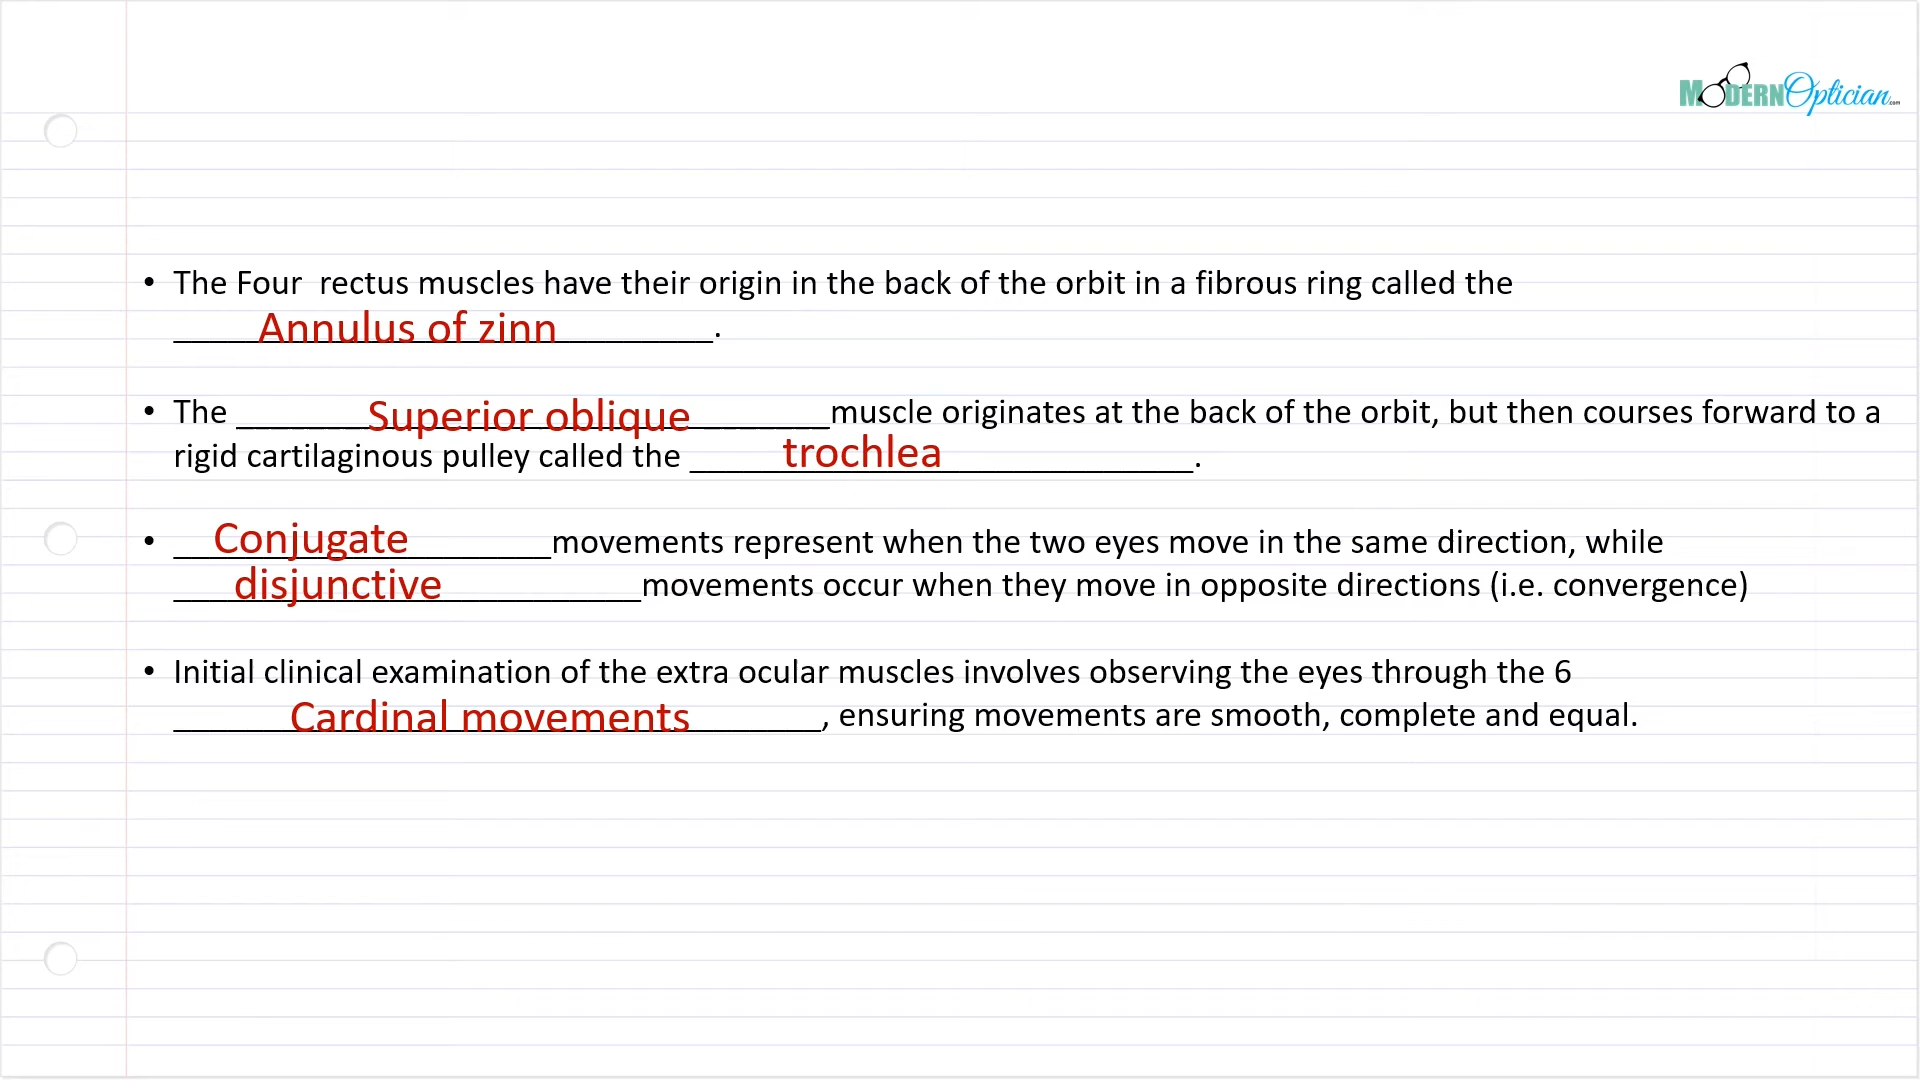 MODERNOptician.com
• The Four  rectus muscles have their origin in the back of the orbit in a fibrous ring called the
Annulus of zinn.
• The Superior oblique muscle originates at the back of the orbit, but then courses forward to a
rigid cartilaginous pulley called the trochlea.
• Conjugate movements represent when the two eyes move in the same direction, while
disjunctive movements occur when they move in opposite directions (i.e. convergence)
• Initial clinical examination of the extra ocular muscles involves observing the eyes through the 6
Cardinal movements, ensuring movements are smooth, complete and equal.